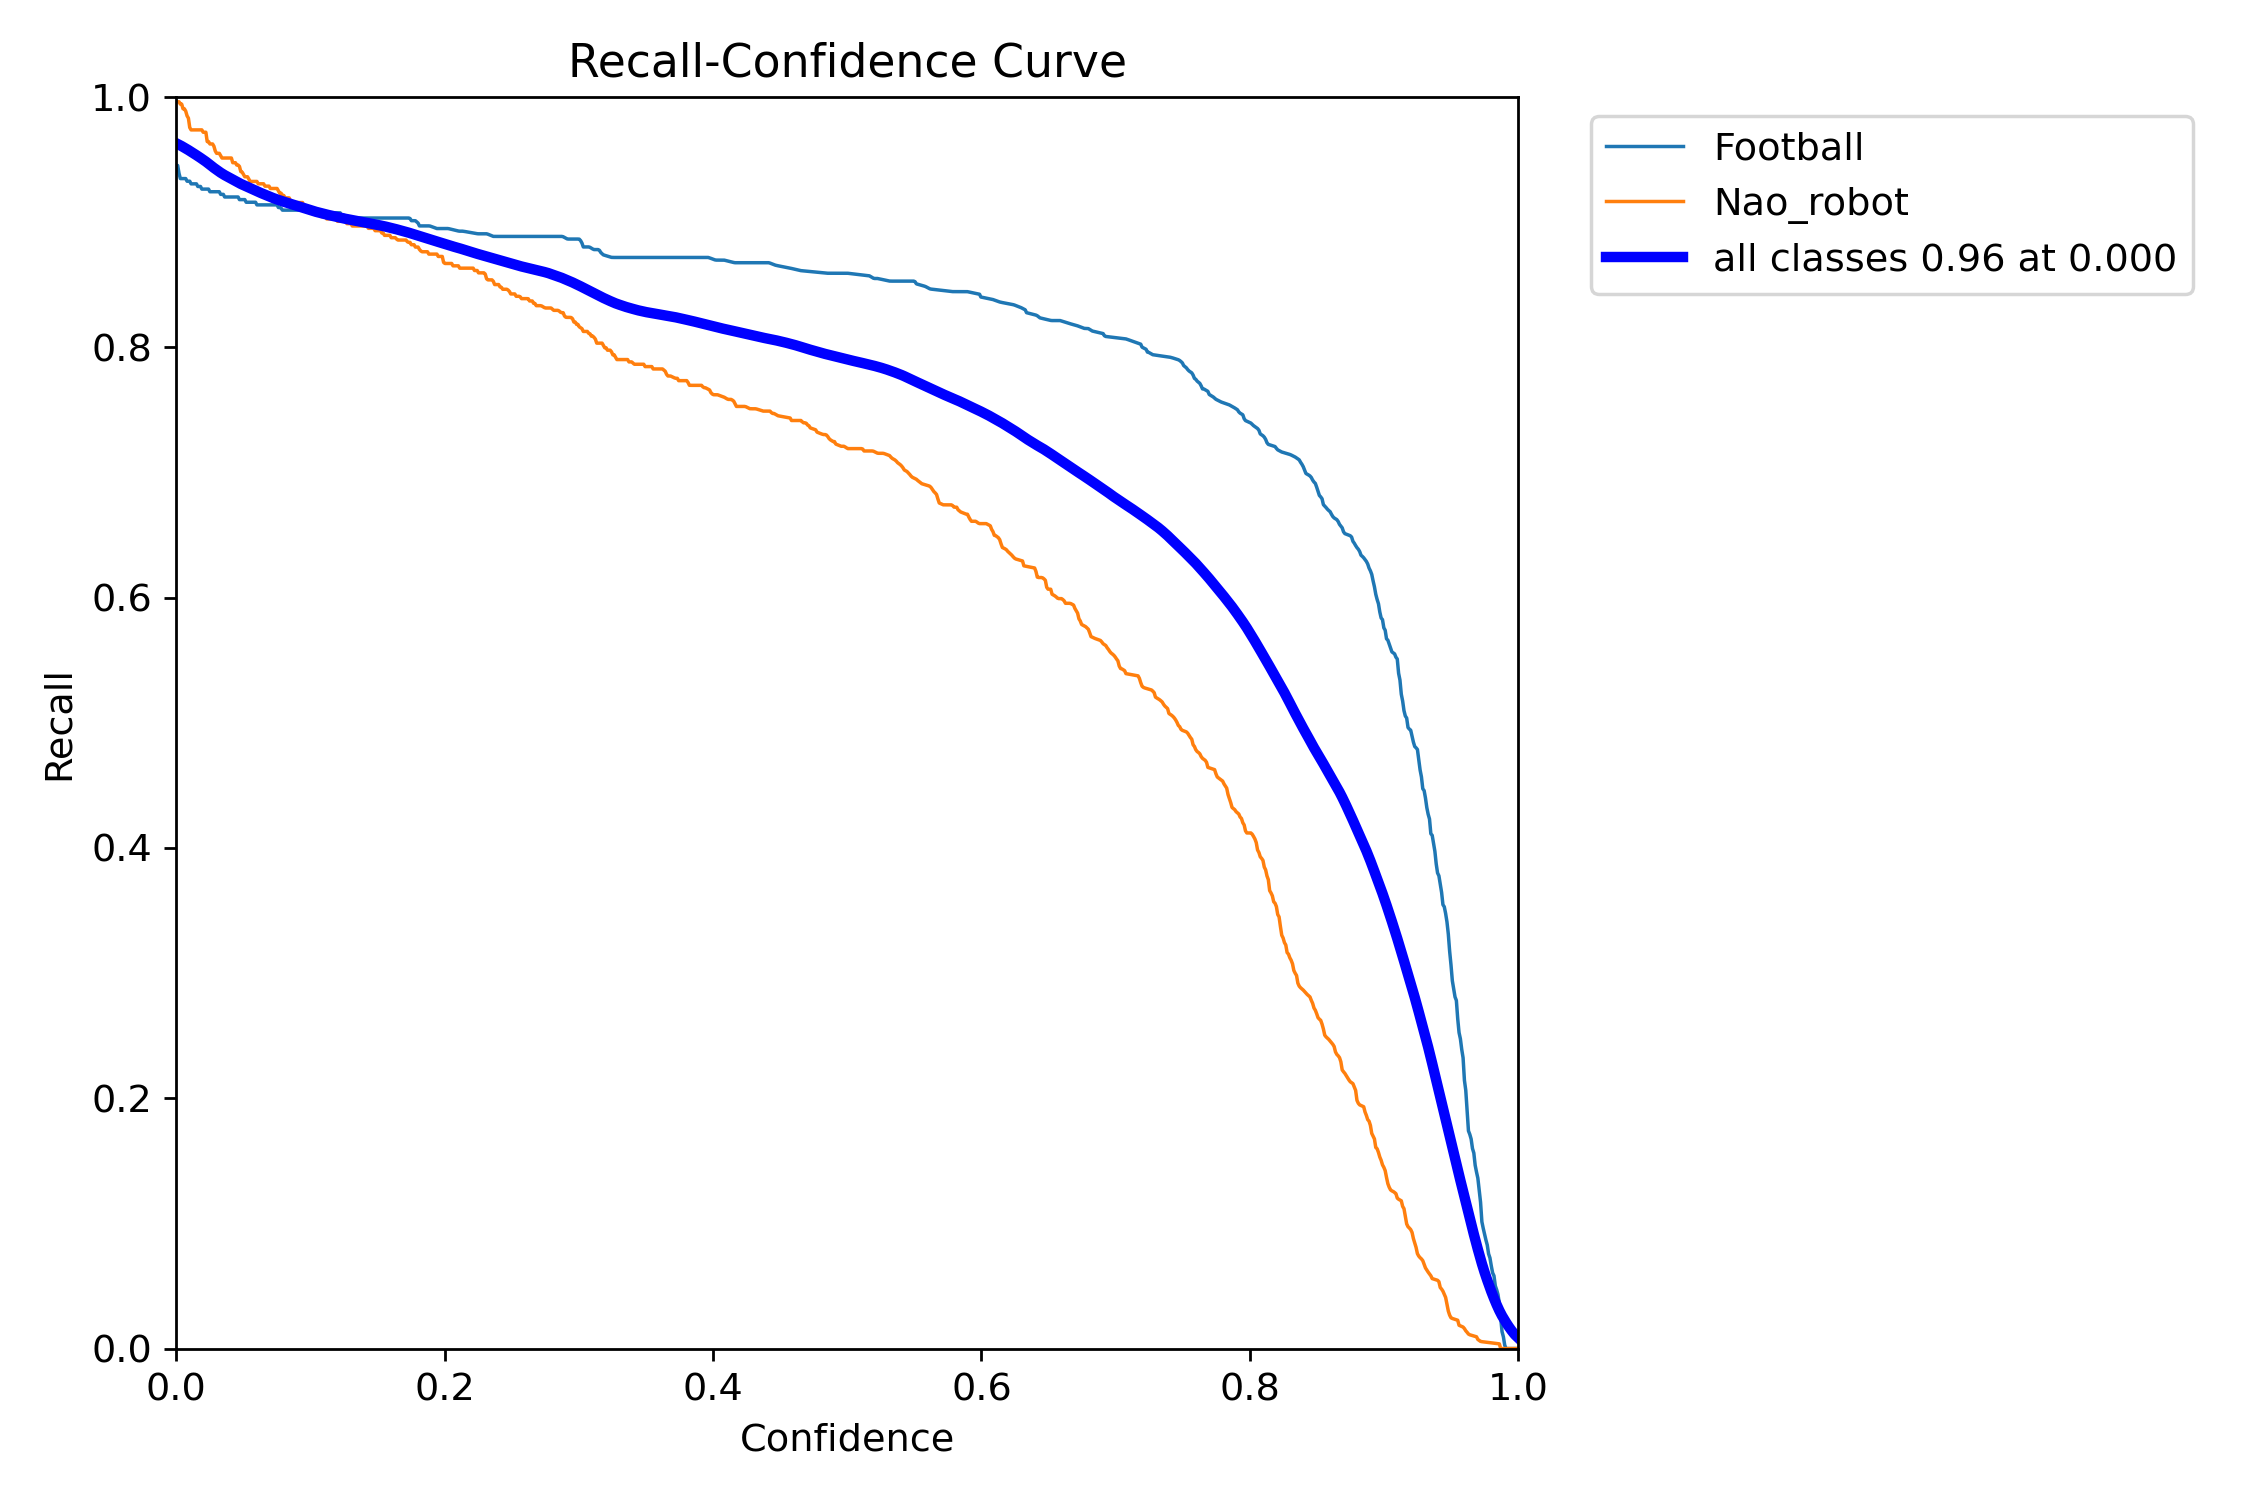 Recall-Confidence Curve
1.0
0.8
0.6
0.4
0.2
0.0
Recall
0.0 0.2 0.4 0.6 0.8 1.0
Confidence
Football
Nao_robot
all classes 0.96 at 0.000